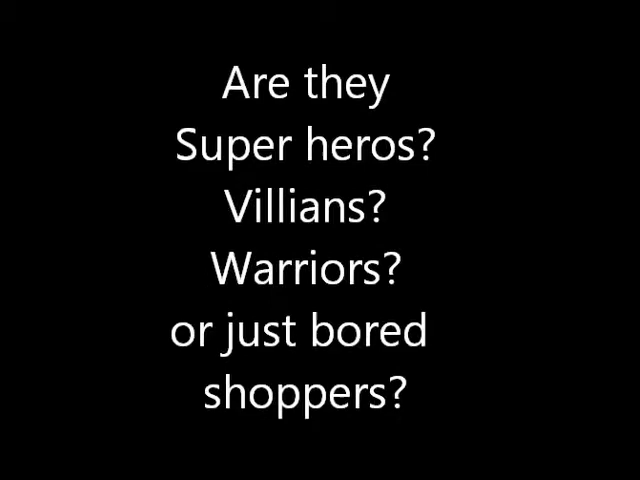 Are they
Super heros?
Villians?
Warriors?
or just bored
shoppers?